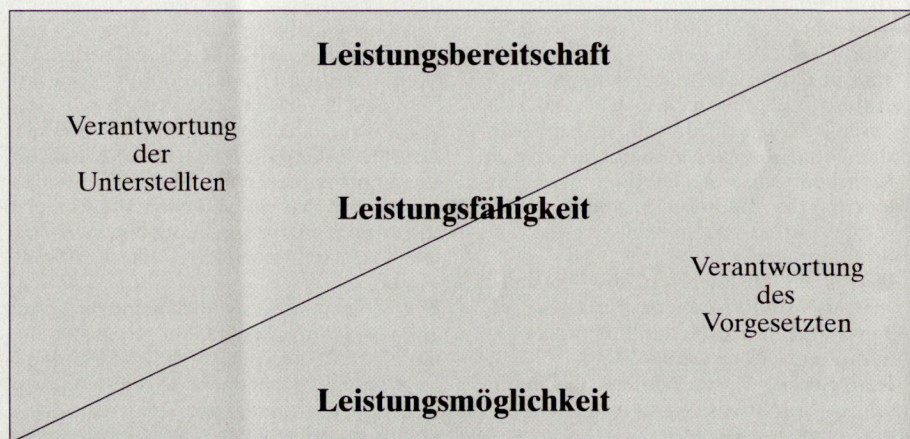 Leistungsbereitschaft
Verantwortung
der
Unterstellten
Leistungsfähigkeit
Verantwortung
des
Vorgesetzten
Leistungsmöglichkeit